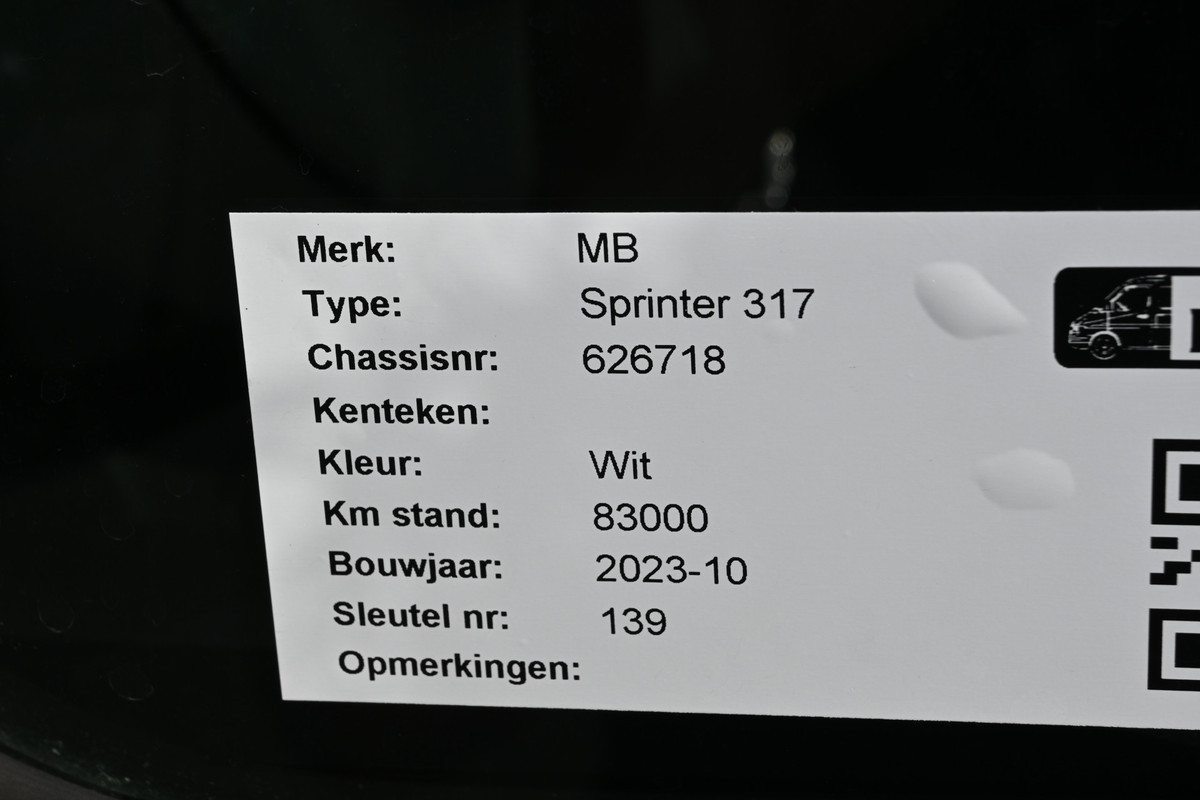 Merk: MB
Type: Sprinter 317
Chassisnr: 626718
Kenteken:
Kleur: Wit
Km stand: 83000
Bouwjaar: 2023-10
Sleutel nr: 139
Opmerkingen: